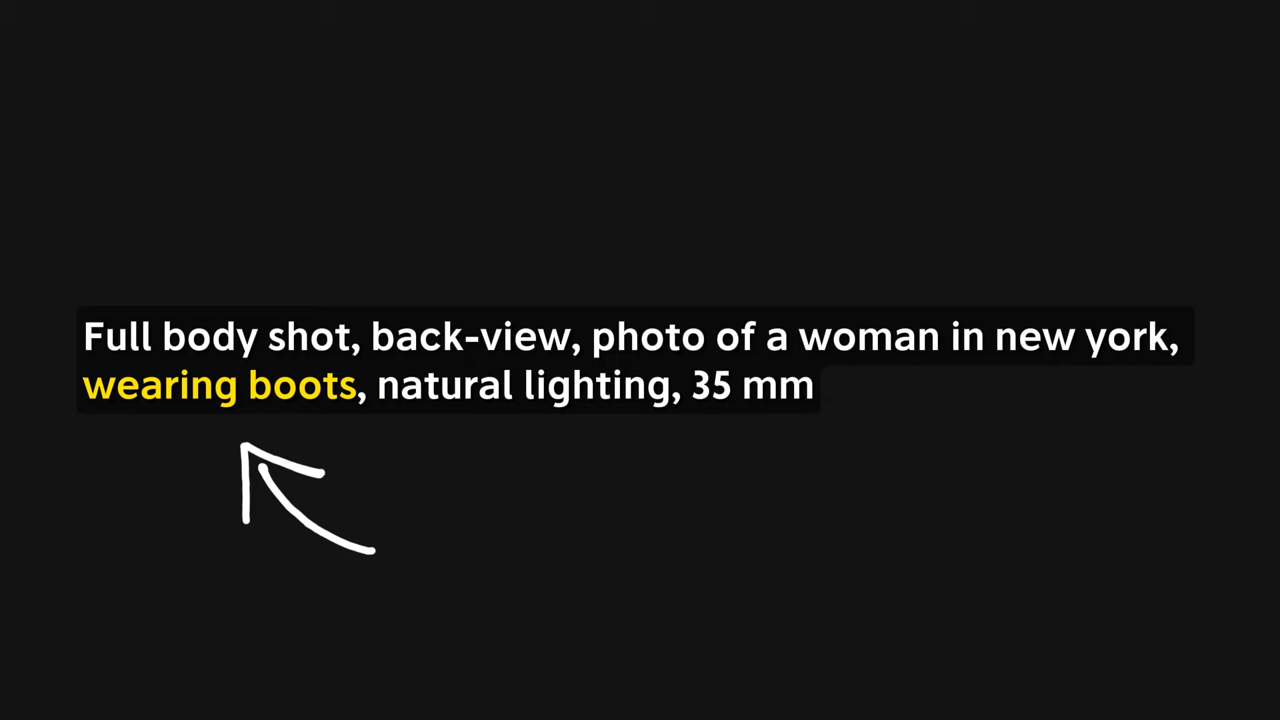 Full body shot, back-view, photo of a woman in new york,
wearing boots, natural lighting, 35 mm